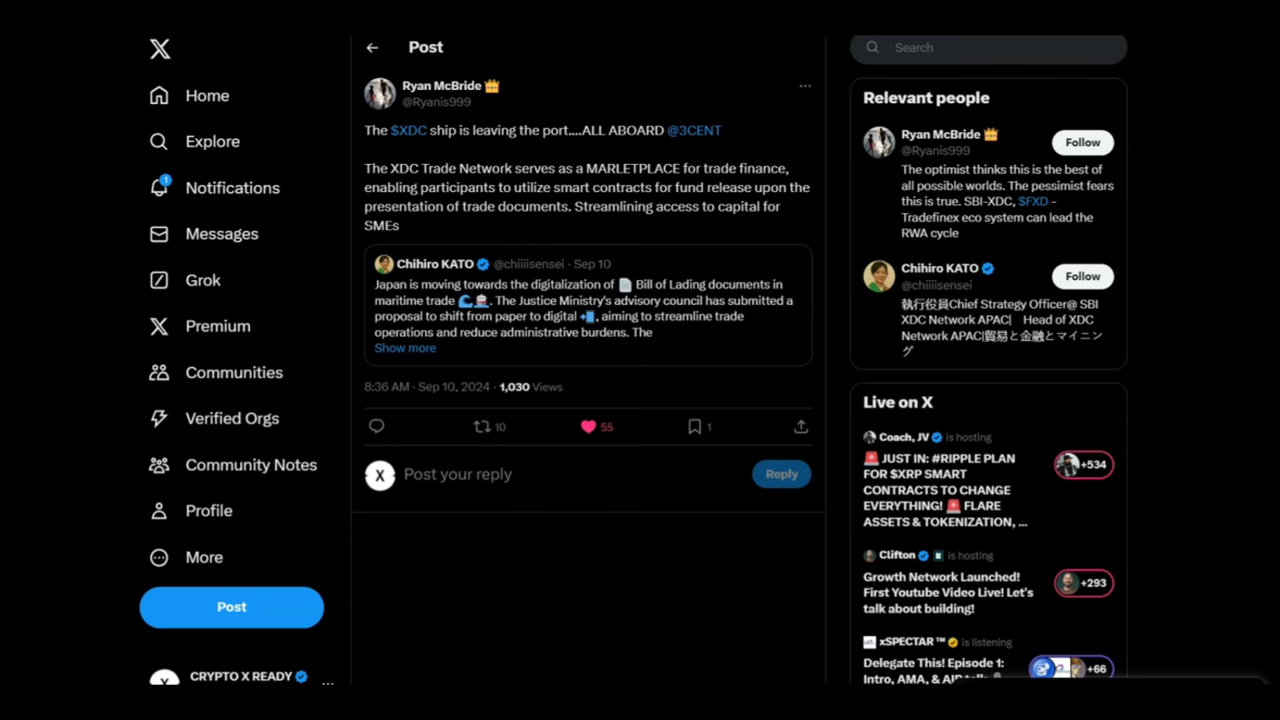 Home
Explore
1
Notifications
Messages
Grok
Premium
Communities
Verified Orgs
Community Notes
Profile
More
Post
CRYPTO X READY
Post
Ryan McBride 👑
@Ryanis999
The $XDC ship is leaving the port....ALL ABOARD @3CENT
The XDC Trade Network serves as a MARLETPLACE for trade finance,
enabling participants to utilize smart contracts for fund release upon the
presentation of trade documents. Streamlining access to capital for
SMEs
Chihiro KATO @chiiiisensei · Sep 10
Japan is moving towards the digitalization of 📄 Bill of Lading documents in
maritime trade 🌊🚢. The Justice Ministry's advisory council has submitted a
proposal to shift from paper to digital 📲, aiming to streamline trade
operations and reduce administrative burdens. The
Show more
8:36 AM · Sep 10, 2024 · 1,030 Views
10
55
1
X
Post your reply
Reply
Search
Relevant people
Ryan McBride 👑
@Ryanis999
Follow
The optimist thinks this is the best of
all possible worlds. The pessimist fears
this is true. SBI-XDC, $FXD -
Tradefinex eco system can lead the
RWA cycle
Chihiro KATO
@chiiiisensei
Follow
執行役員Chief Strategy Officer@ SBI
XDC Network APAC| Head of XDC
Network APAC|貿易と金融とマイニン
グ
Live on X
Coach, JV is hosting
🚨 JUST IN: #RIPPLE PLAN
FOR $XRP SMART
CONTRACTS TO CHANGE
EVERYTHING! 🚨 FLARE
ASSETS & TOKENIZATION, ...
+534
Clifton is hosting
Growth Network Launched!
First Youtube Video Live! Let's
talk about building!
+293
xSPECTAR ™ is listening
Delegate This! Episode 1:
Intro, AMA, &
+66